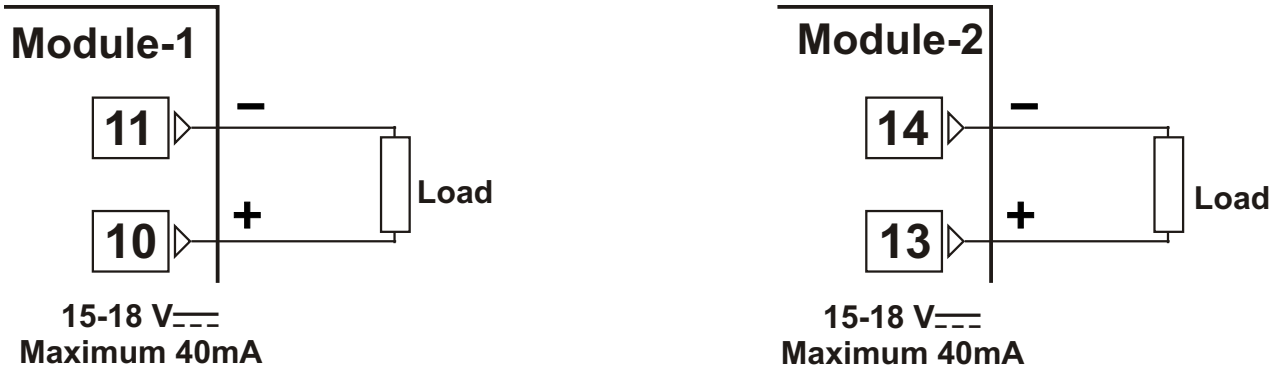 Module-1
11
−
Load
10
+
15-18 V⎓
Maximum 40mA
Module-2
14
−
Load
13
+
15-18 V⎓
Maximum 40mA